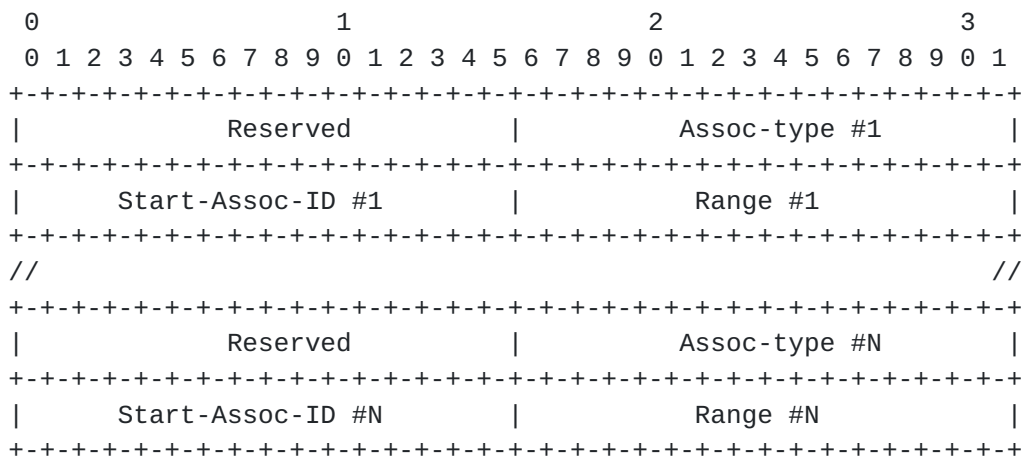 0                   1                   2                   3
 0 1 2 3 4 5 6 7 8 9 0 1 2 3 4 5 6 7 8 9 0 1 2 3 4 5 6 7 8 9 0 1
+-+-+-+-+-+-+-+-+-+-+-+-+-+-+-+-+-+-+-+-+-+-+-+-+-+-+-+-+-+-+-+-+
|             Reserved          |          Assoc-type #1        |
+-+-+-+-+-+-+-+-+-+-+-+-+-+-+-+-+-+-+-+-+-+-+-+-+-+-+-+-+-+-+-+-+
|      Start-Assoc-ID #1        |           Range #1            |
+-+-+-+-+-+-+-+-+-+-+-+-+-+-+-+-+-+-+-+-+-+-+-+-+-+-+-+-+-+-+-+-+
//                                                             //
+-+-+-+-+-+-+-+-+-+-+-+-+-+-+-+-+-+-+-+-+-+-+-+-+-+-+-+-+-+-+-+-+
|             Reserved          |          Assoc-type #N        |
+-+-+-+-+-+-+-+-+-+-+-+-+-+-+-+-+-+-+-+-+-+-+-+-+-+-+-+-+-+-+-+-+
|      Start-Assoc-ID #N        |           Range #N            |
+-+-+-+-+-+-+-+-+-+-+-+-+-+-+-+-+-+-+-+-+-+-+-+-+-+-+-+-+-+-+-+-+